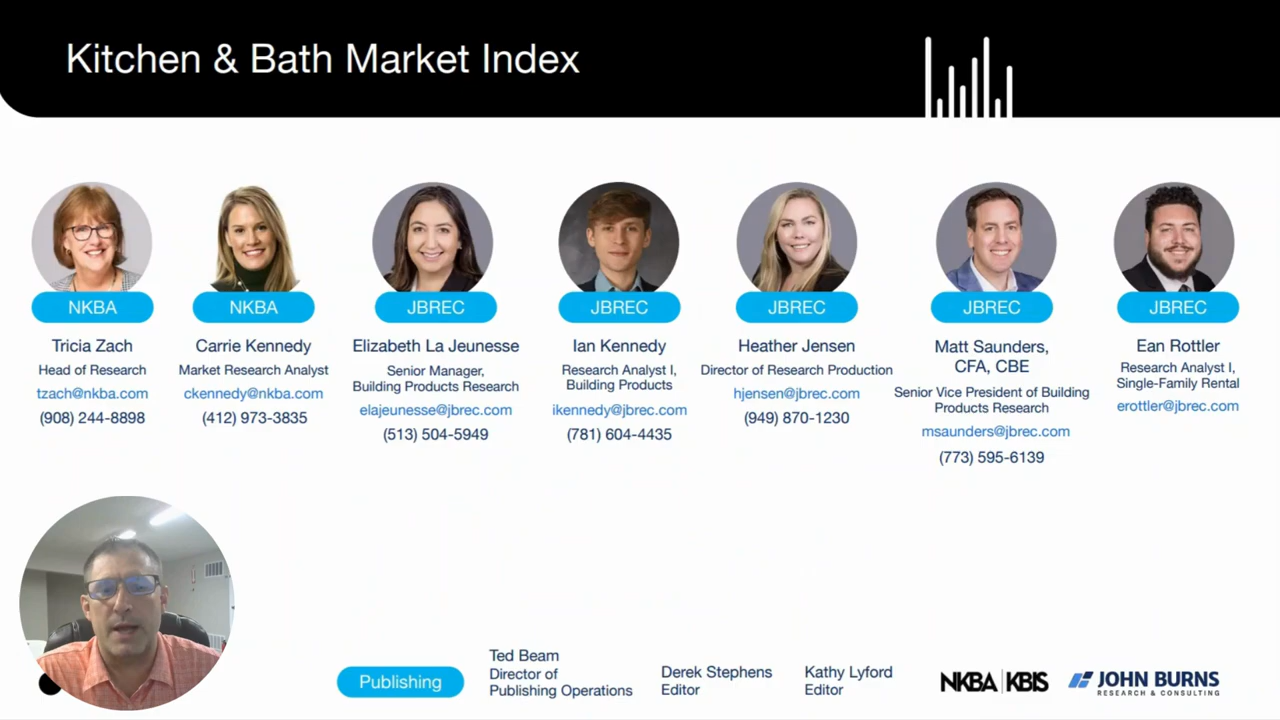 Kitchen & Bath Market Index
NKBA
Tricia Zach
Head of Research
tzach@nkba.com
(908) 244-8898
NKBA
Carrie Kennedy
Market Research Analyst
ckennedy@nkba.com
(412) 973-3835
JBREC
Elizabeth La Jeunesse
Senior Manager,
Building Products Research
elajeunesse@jbrec.com
(513) 504-5949
JBREC
Ian Kennedy
Research Analyst I,
Building Products
ikennedy@jbrec.com
(781) 604-4435
JBREC
Heather Jensen
Director of Research Production
hjensen@jbrec.com
(949) 870-1230
JBREC
Matt Saunders,
CFA, CBE
Senior Vice President of Building
Products Research
msaunders@jbrec.com
(773) 595-6139
JBREC
Ean Rottler
Research Analyst I,
Single-Family Rental
erottler@jbrec.com
Publishing
Ted Beam
Director of
Publishing Operations
Derek Stephens
Editor
Kathy Lyford
Editor
NKBA | KBIS
JOHN BURNS
RESEARCH & CONSULTING